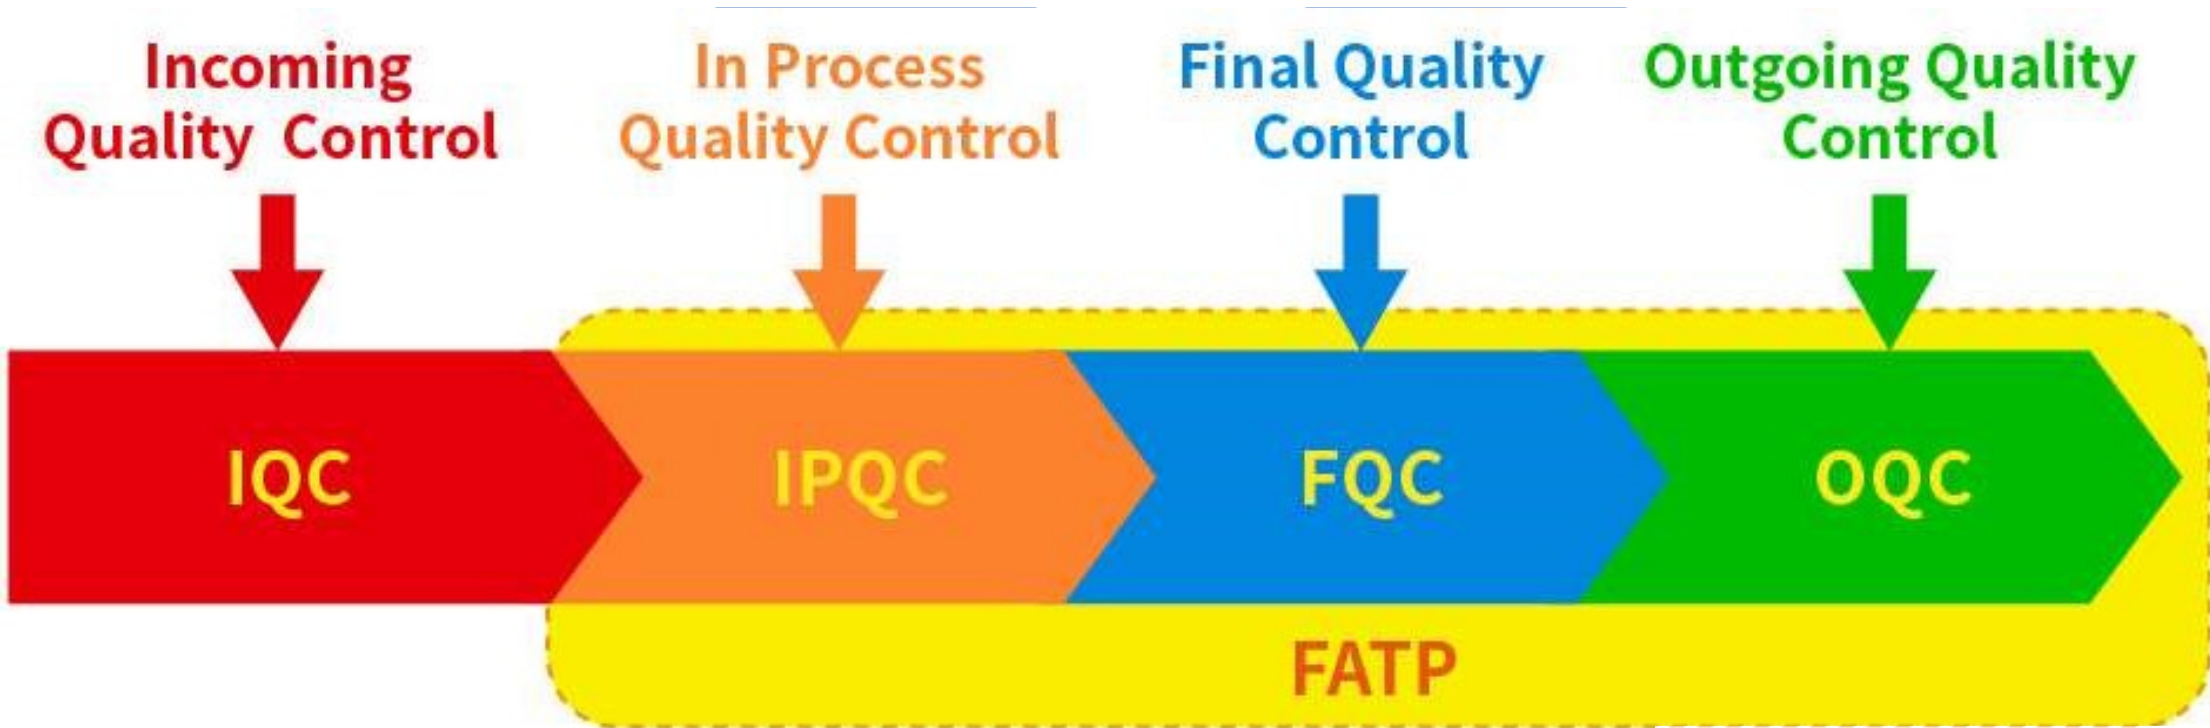 Incoming
Quality  Control
In Process
Quality Control
Final Quality
Control
Outgoing Quality
Control
IQC
IPQC
FQC
OQC
FATP